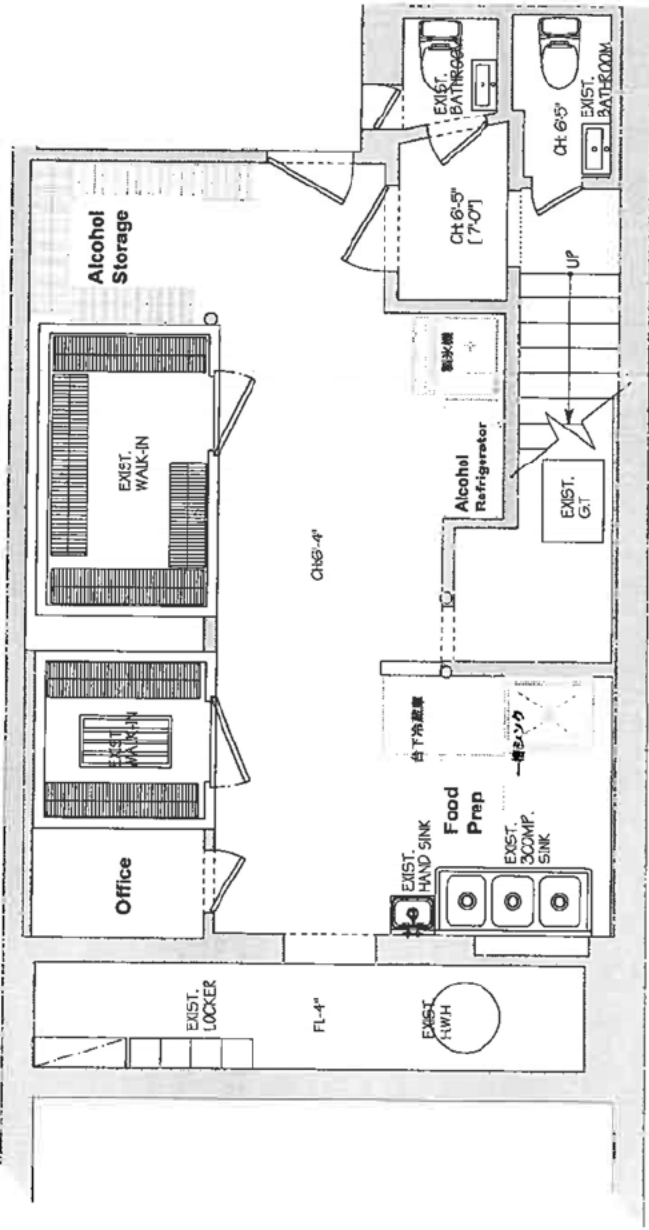 EXIST.
BATHROOM
EXIST.
BATHROOM
CH: 6'-5"
CH: 6'-5"
[7'-0"]
UP
Alcohol
Storage
EXIST.
WALK-IN
製氷機
Alcohol
Refrigerator
EXIST.
G.T
CH:6'-4"
EXIST.
WALK-IN
台下冷蔵庫
一槽シンク
Office
Food
Prep
EXIST.
HAND SINK
EXIST.
3COMP.
SINK
EXIST.
LOCKER
FL-4"
EXIST.
H.W.H